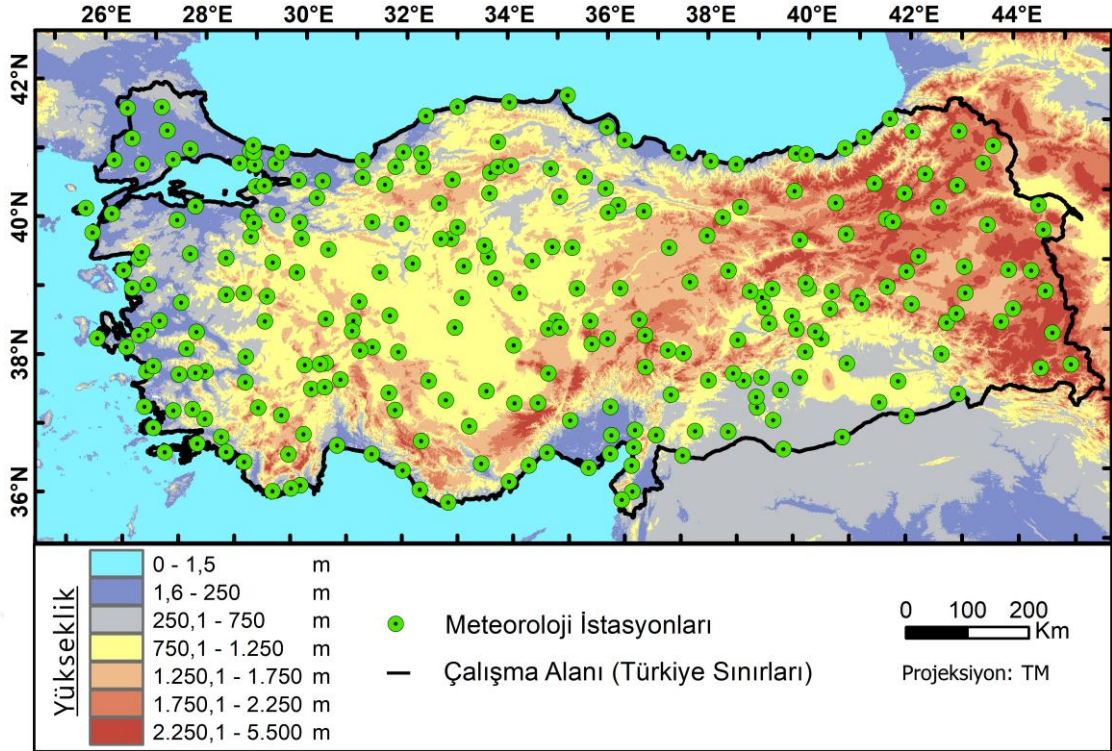 26°E 28°E 30°E 32°E 34°E 36°E 38°E 40°E 42°E 44°E
42°N
40°N
38°N
36°N
Yükseklik
0 - 1,5 m
1,6 - 250 m
250,1 - 750 m
750,1 - 1.250 m
1.250,1 - 1.750 m
1.750,1 - 2.250 m
2.250,1 - 5.500 m
Meteoroloji İstasyonları
Çalışma Alanı (Türkiye Sınırları)
0 100 200
Km
Projeksiyon: TM